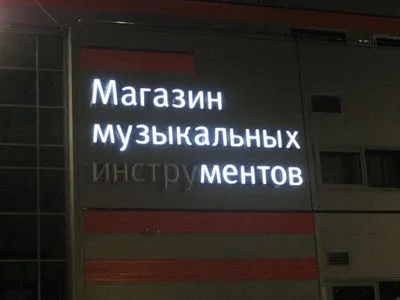 Магазин
музыкальных
инструментов